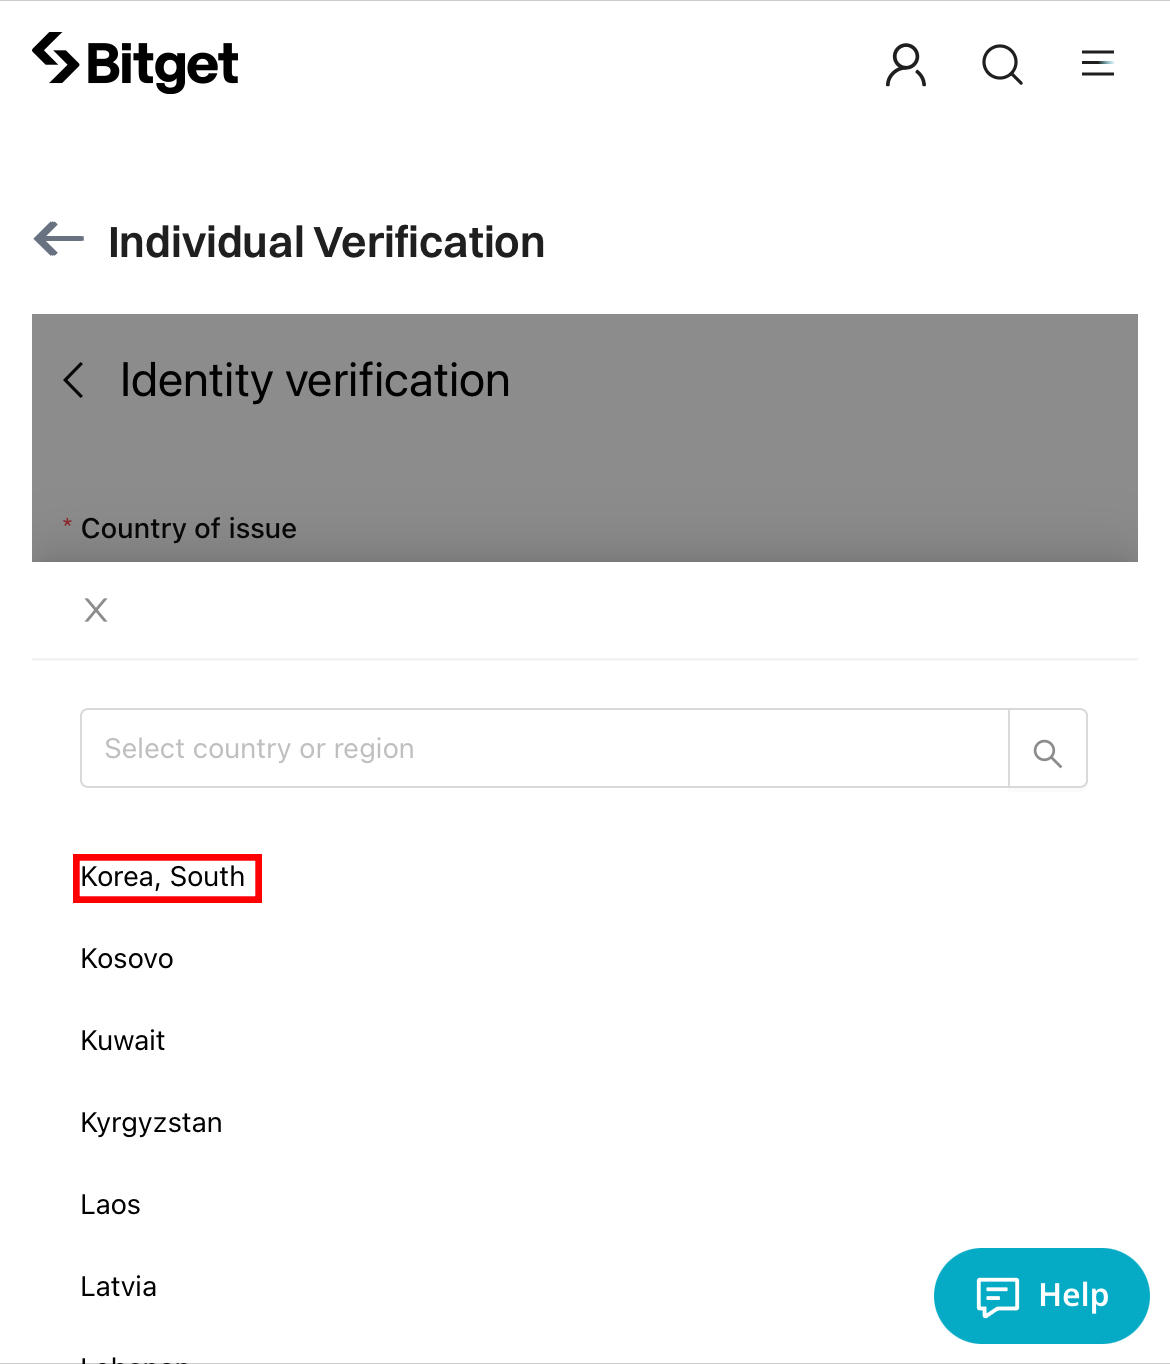 Bitget
Individual Verification
Identity verification
* Country of issue
X
Select country or region
Korea, South
Kosovo
Kuwait
Kyrgyzstan
Laos
Latvia
Help